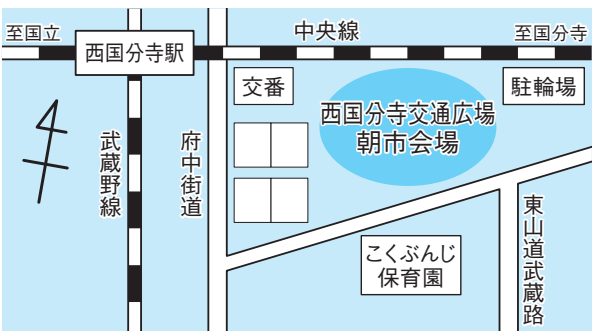 至国立
中央線
至国分寺
西国分寺駅
交番
駐輪場
西国分寺交通広場
朝市会場
武蔵野線
府中街道
こくぶんじ
保育園
東山道武蔵路